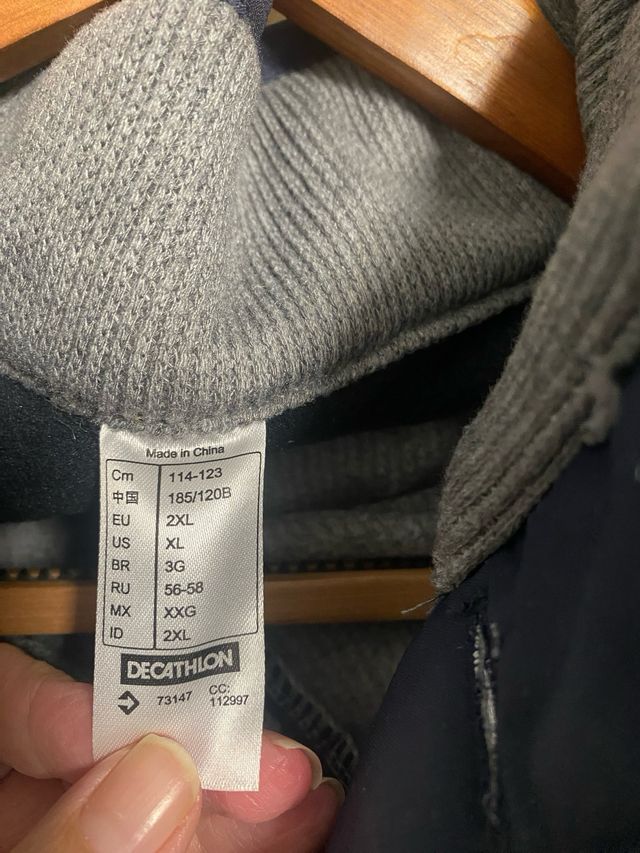 Made in China
Cm 114-123
中国 185/120B
EU 2XL
US XL
BR 3G
RU 56-58
MX XXG
ID 2XL
DECATHLON
73147 CC:
112997